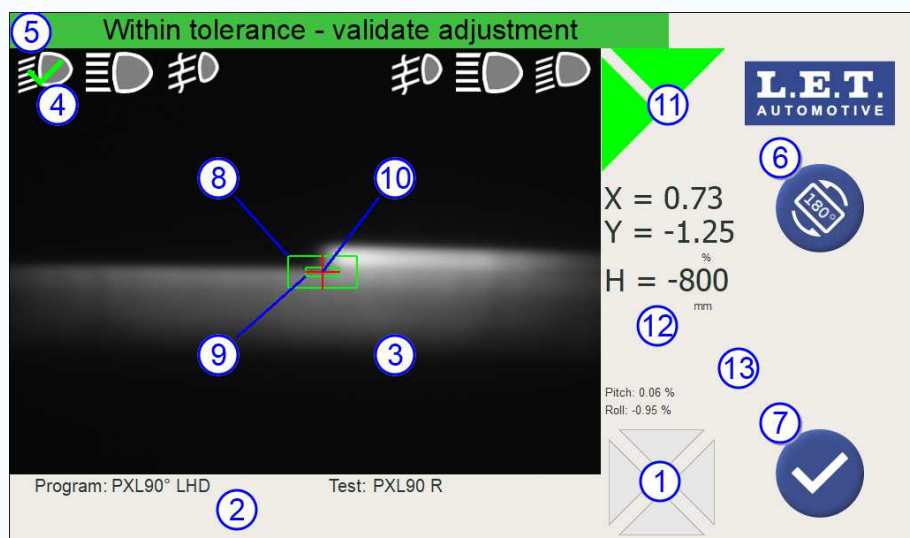 Within tolerance - validate adjustment
5
4
11
L.E.T.
AUTOMOTIVE
6
180°
8
10
X = 0.73
Y = -1.25
%
H = -800
mm
12
9
3
13
Pitch: 0.06 %
Roll: -0.95 %
7
1
Program: PXL90° LHD
Test: PXL90 R
2